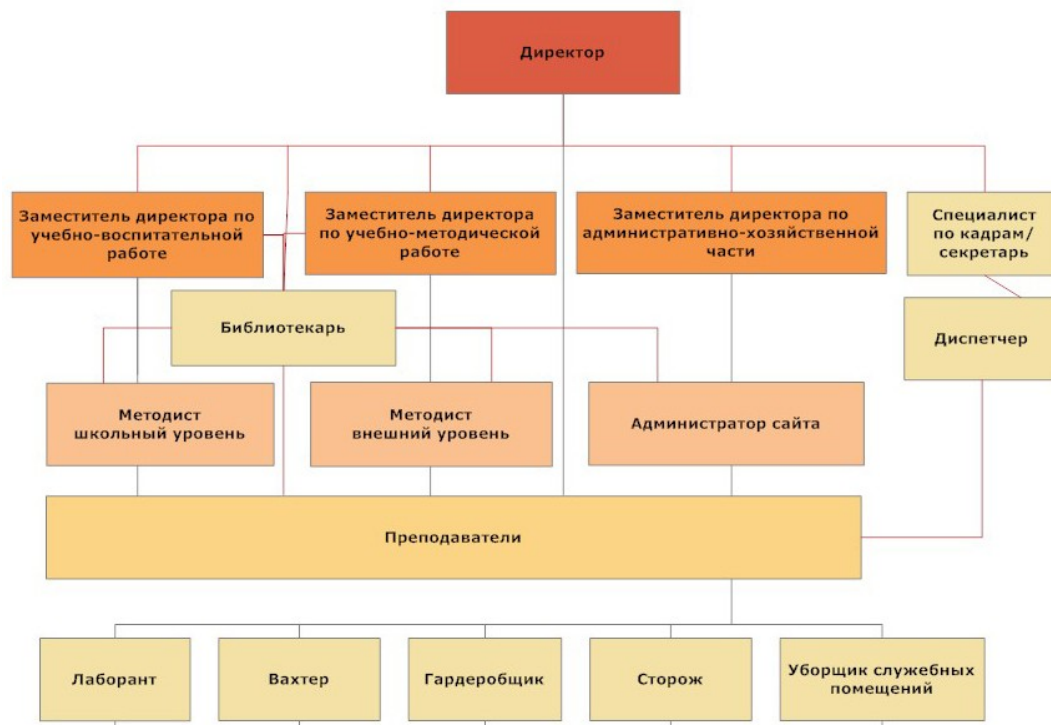 Директор
Заместитель директора по
учебно-воспитательной
работе
Заместитель директора
по учебно-методической
работе
Заместитель директора по
административно-хозяйственной
части
Специалист
по кадрам/
секретарь
Библиотекарь
Диспетчер
Методист
школьный уровень
Методист
внешний уровень
Администратор сайта
Преподаватели
Лаборант
Вахтер
Гардеробщик
Сторож
Уборщик служебных
помещений